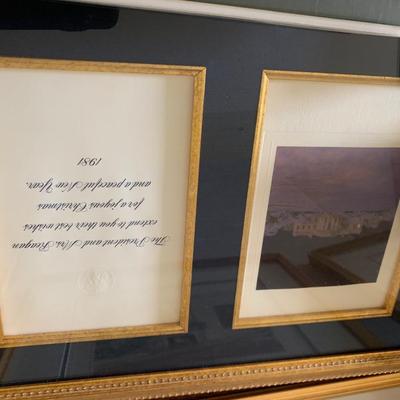 The President and Mrs. Reagan
extend to you their best wishes
for a joyous Christmas
and a peaceful New Year.
1981